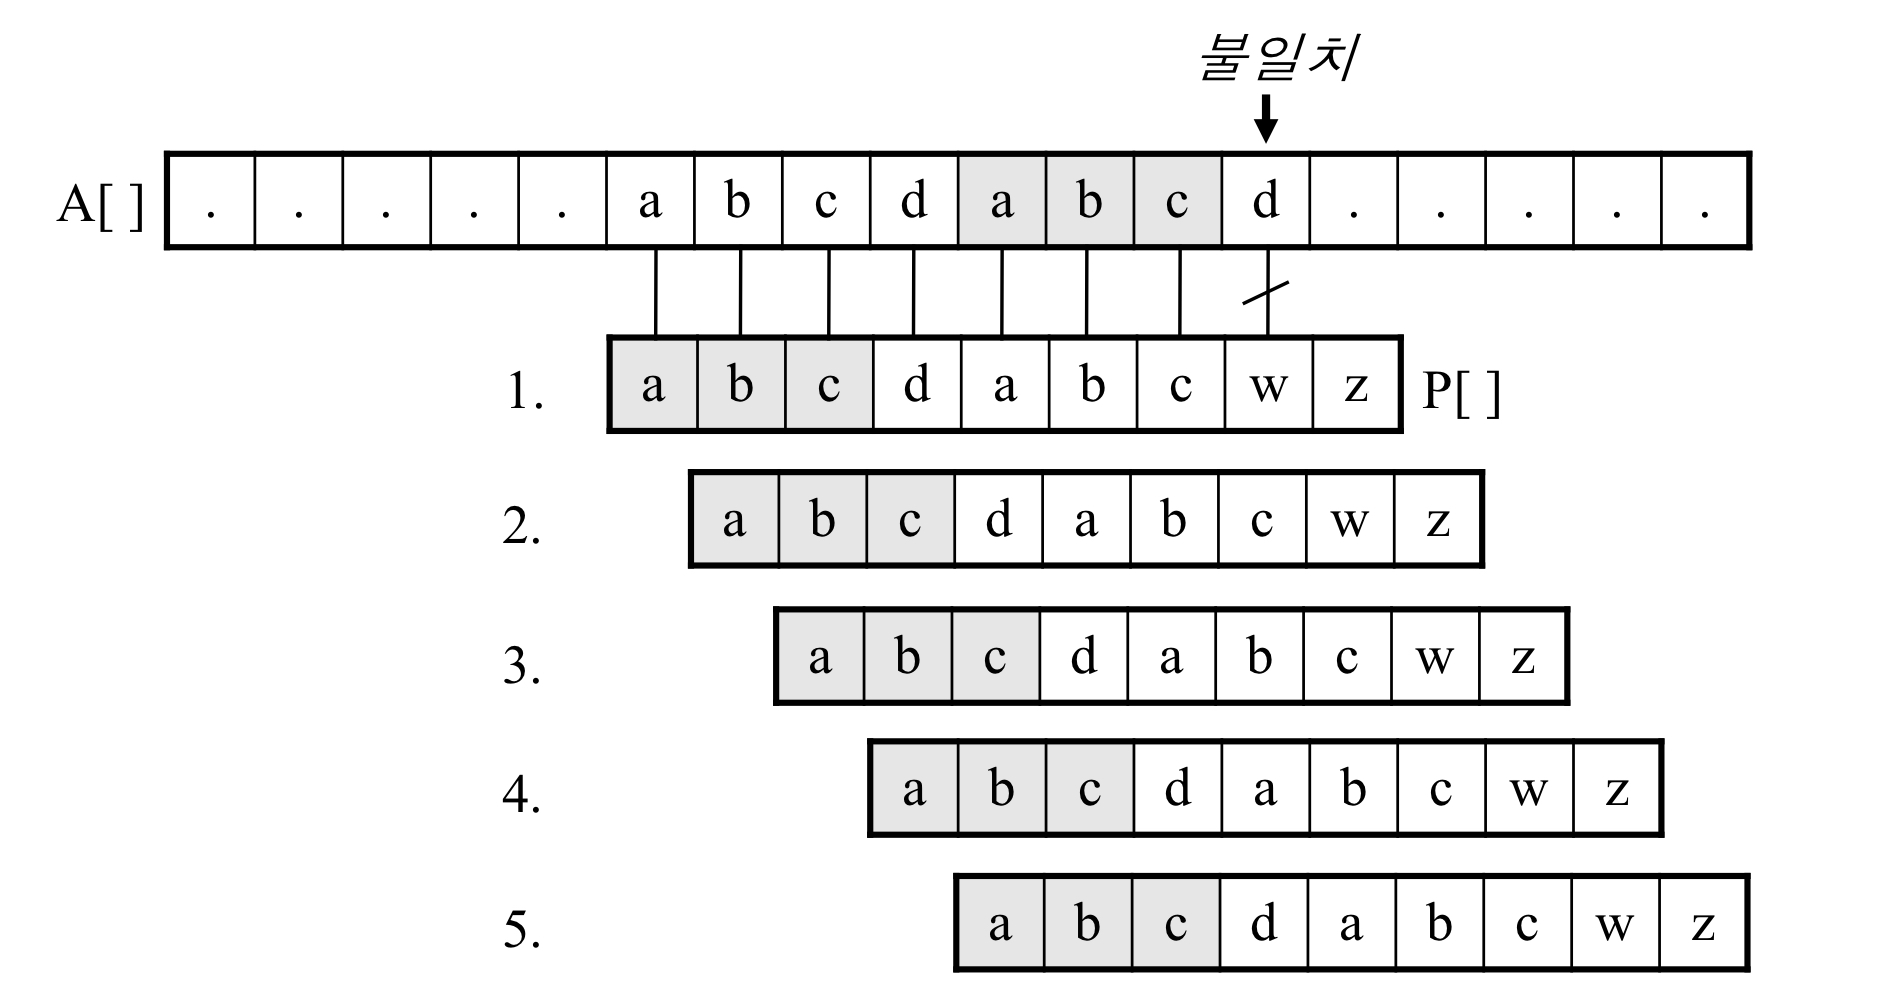 불일치
A[ ] . . . . . a b c d a b c d . . . . .
1. a b c d a b c w z P[ ]
2. a b c d a b c w z
3. a b c d a b c w z
4. a b c d a b c w z
5. a b c d a b c w z